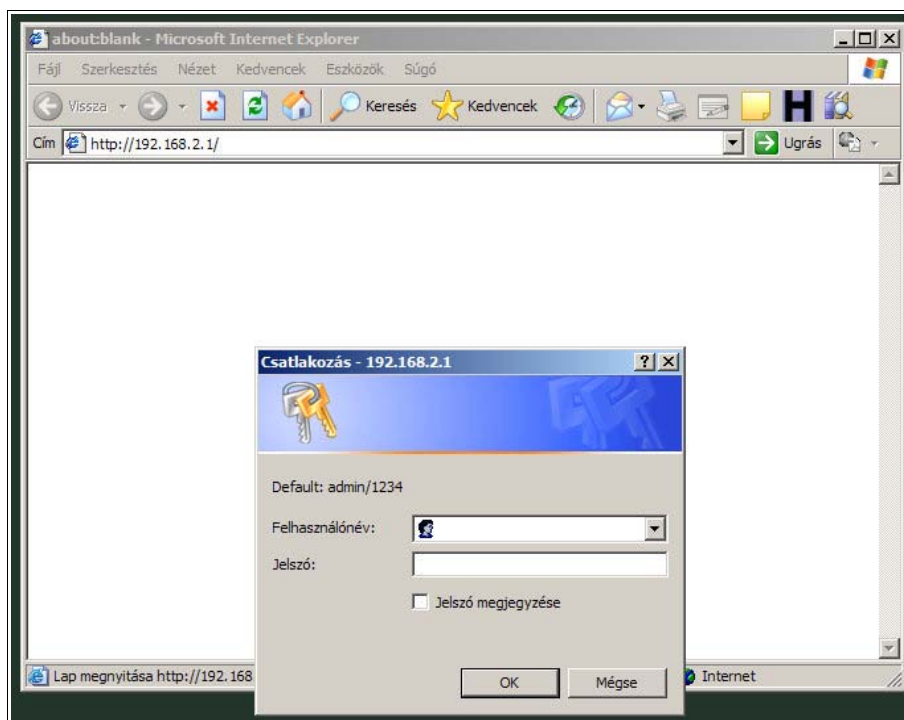 about:blank - Microsoft Internet Explorer
Fájl Szerkesztés Nézet Kedvencek Eszközök Súgó
Vissza Keresés Kedvencek H
Cím http://192.168.2.1/ Ugrás
Csatlakozás - 192.168.2.1
Default: admin/1234
Felhasználónév:
Jelszó:
Jelszó megjegyzése
OK Mégse
Lap megnyitása http://192.168 Internet